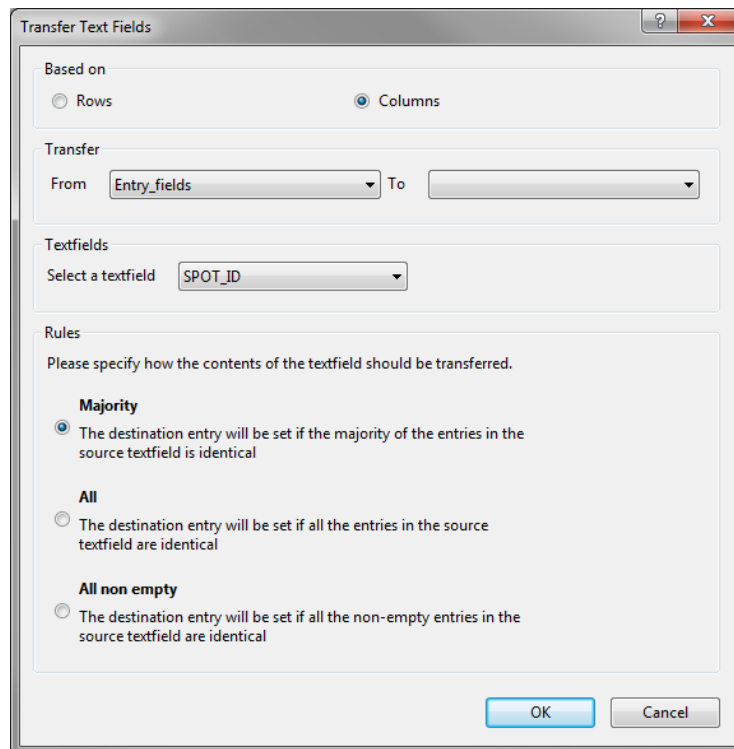 Transfer Text Fields
?
Based on
Rows
Columns
Transfer
From
Entry_fields
To
Textfields
Select a textfield
SPOT_ID
Rules
Please specify how the contents of the textfield should be transferred.
Majority
The destination entry will be set if the majority of the entries in the
source textfield is identical
All
The destination entry will be set if all the entries in the source
textfield are identical
All non empty
The destination entry will be set if all the non-empty entries in the
source textfield are identical
OK
Cancel